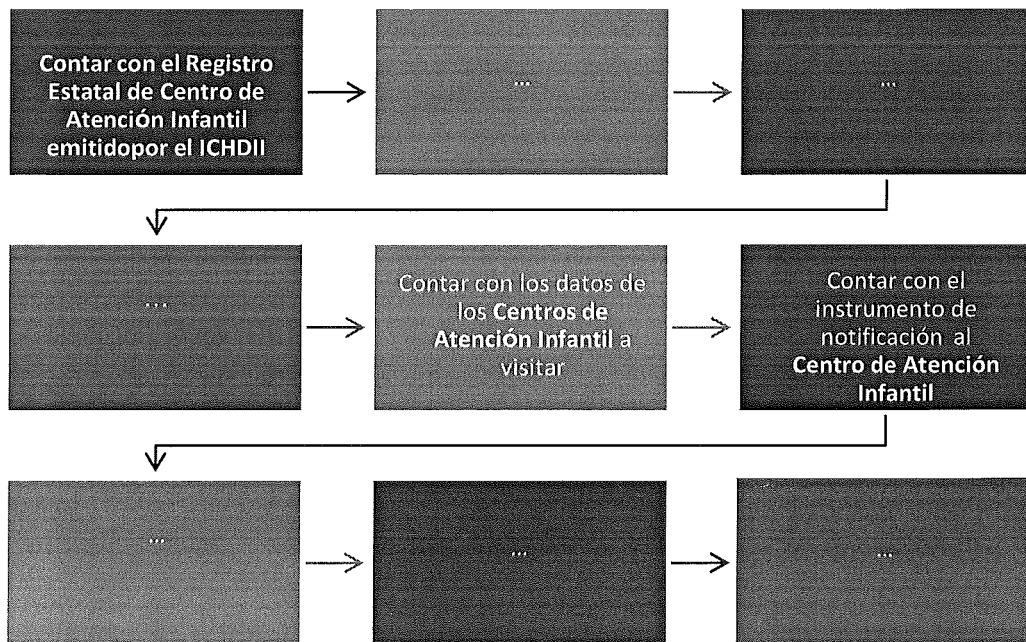 Contar con el Registro
Estatal de Centro de
Atención Infantil
emitidopor el ICHDII
...
...
...
Contar con los datos de
los Centros de
Atención Infantil a
visitar
Contar con el
instrumento de
notificación al
Centro de Atención
Infantil
...
...
...